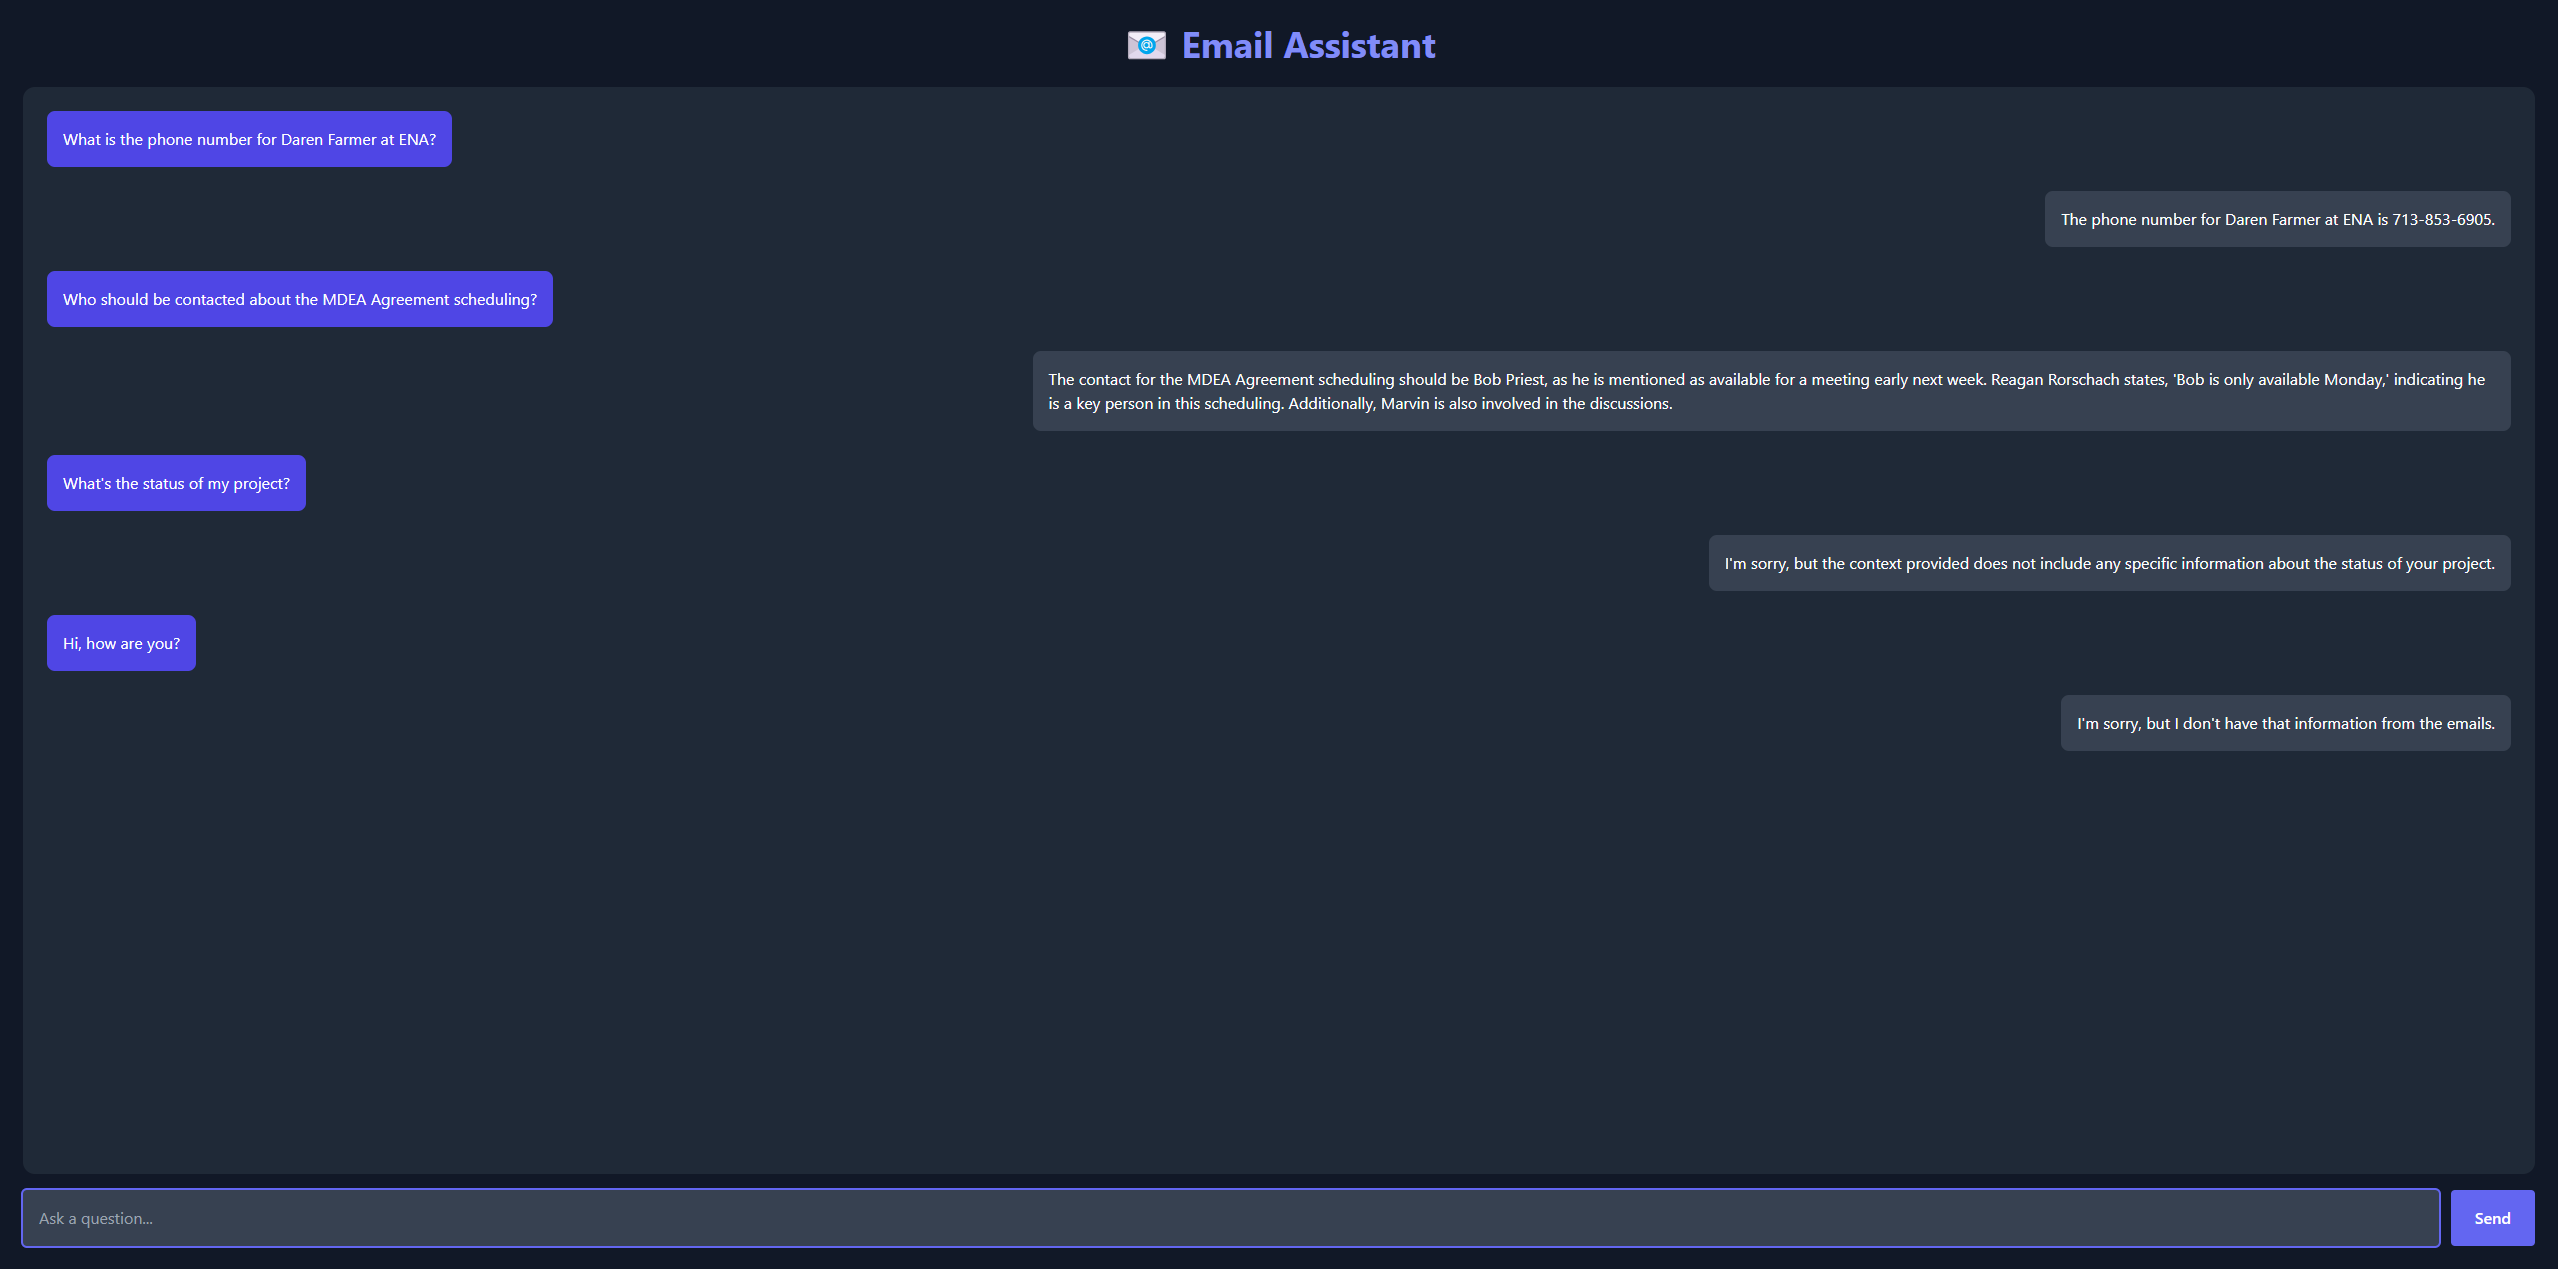 Email Assistant
What is the phone number for Daren Farmer at ENA?
The phone number for Daren Farmer at ENA is 713-853-6905.
Who should be contacted about the MDEA Agreement scheduling?
The contact for the MDEA Agreement scheduling should be Bob Priest, as he is mentioned as available for a meeting early next week. Reagan Rorschach states, 'Bob is only available Monday,' indicating he
is a key person in this scheduling. Additionally, Marvin is also involved in the discussions.
What's the status of my project?
I'm sorry, but the context provided does not include any specific information about the status of your project.
Hi, how are you?
I'm sorry, but I don't have that information from the emails.
Ask a question...
Send